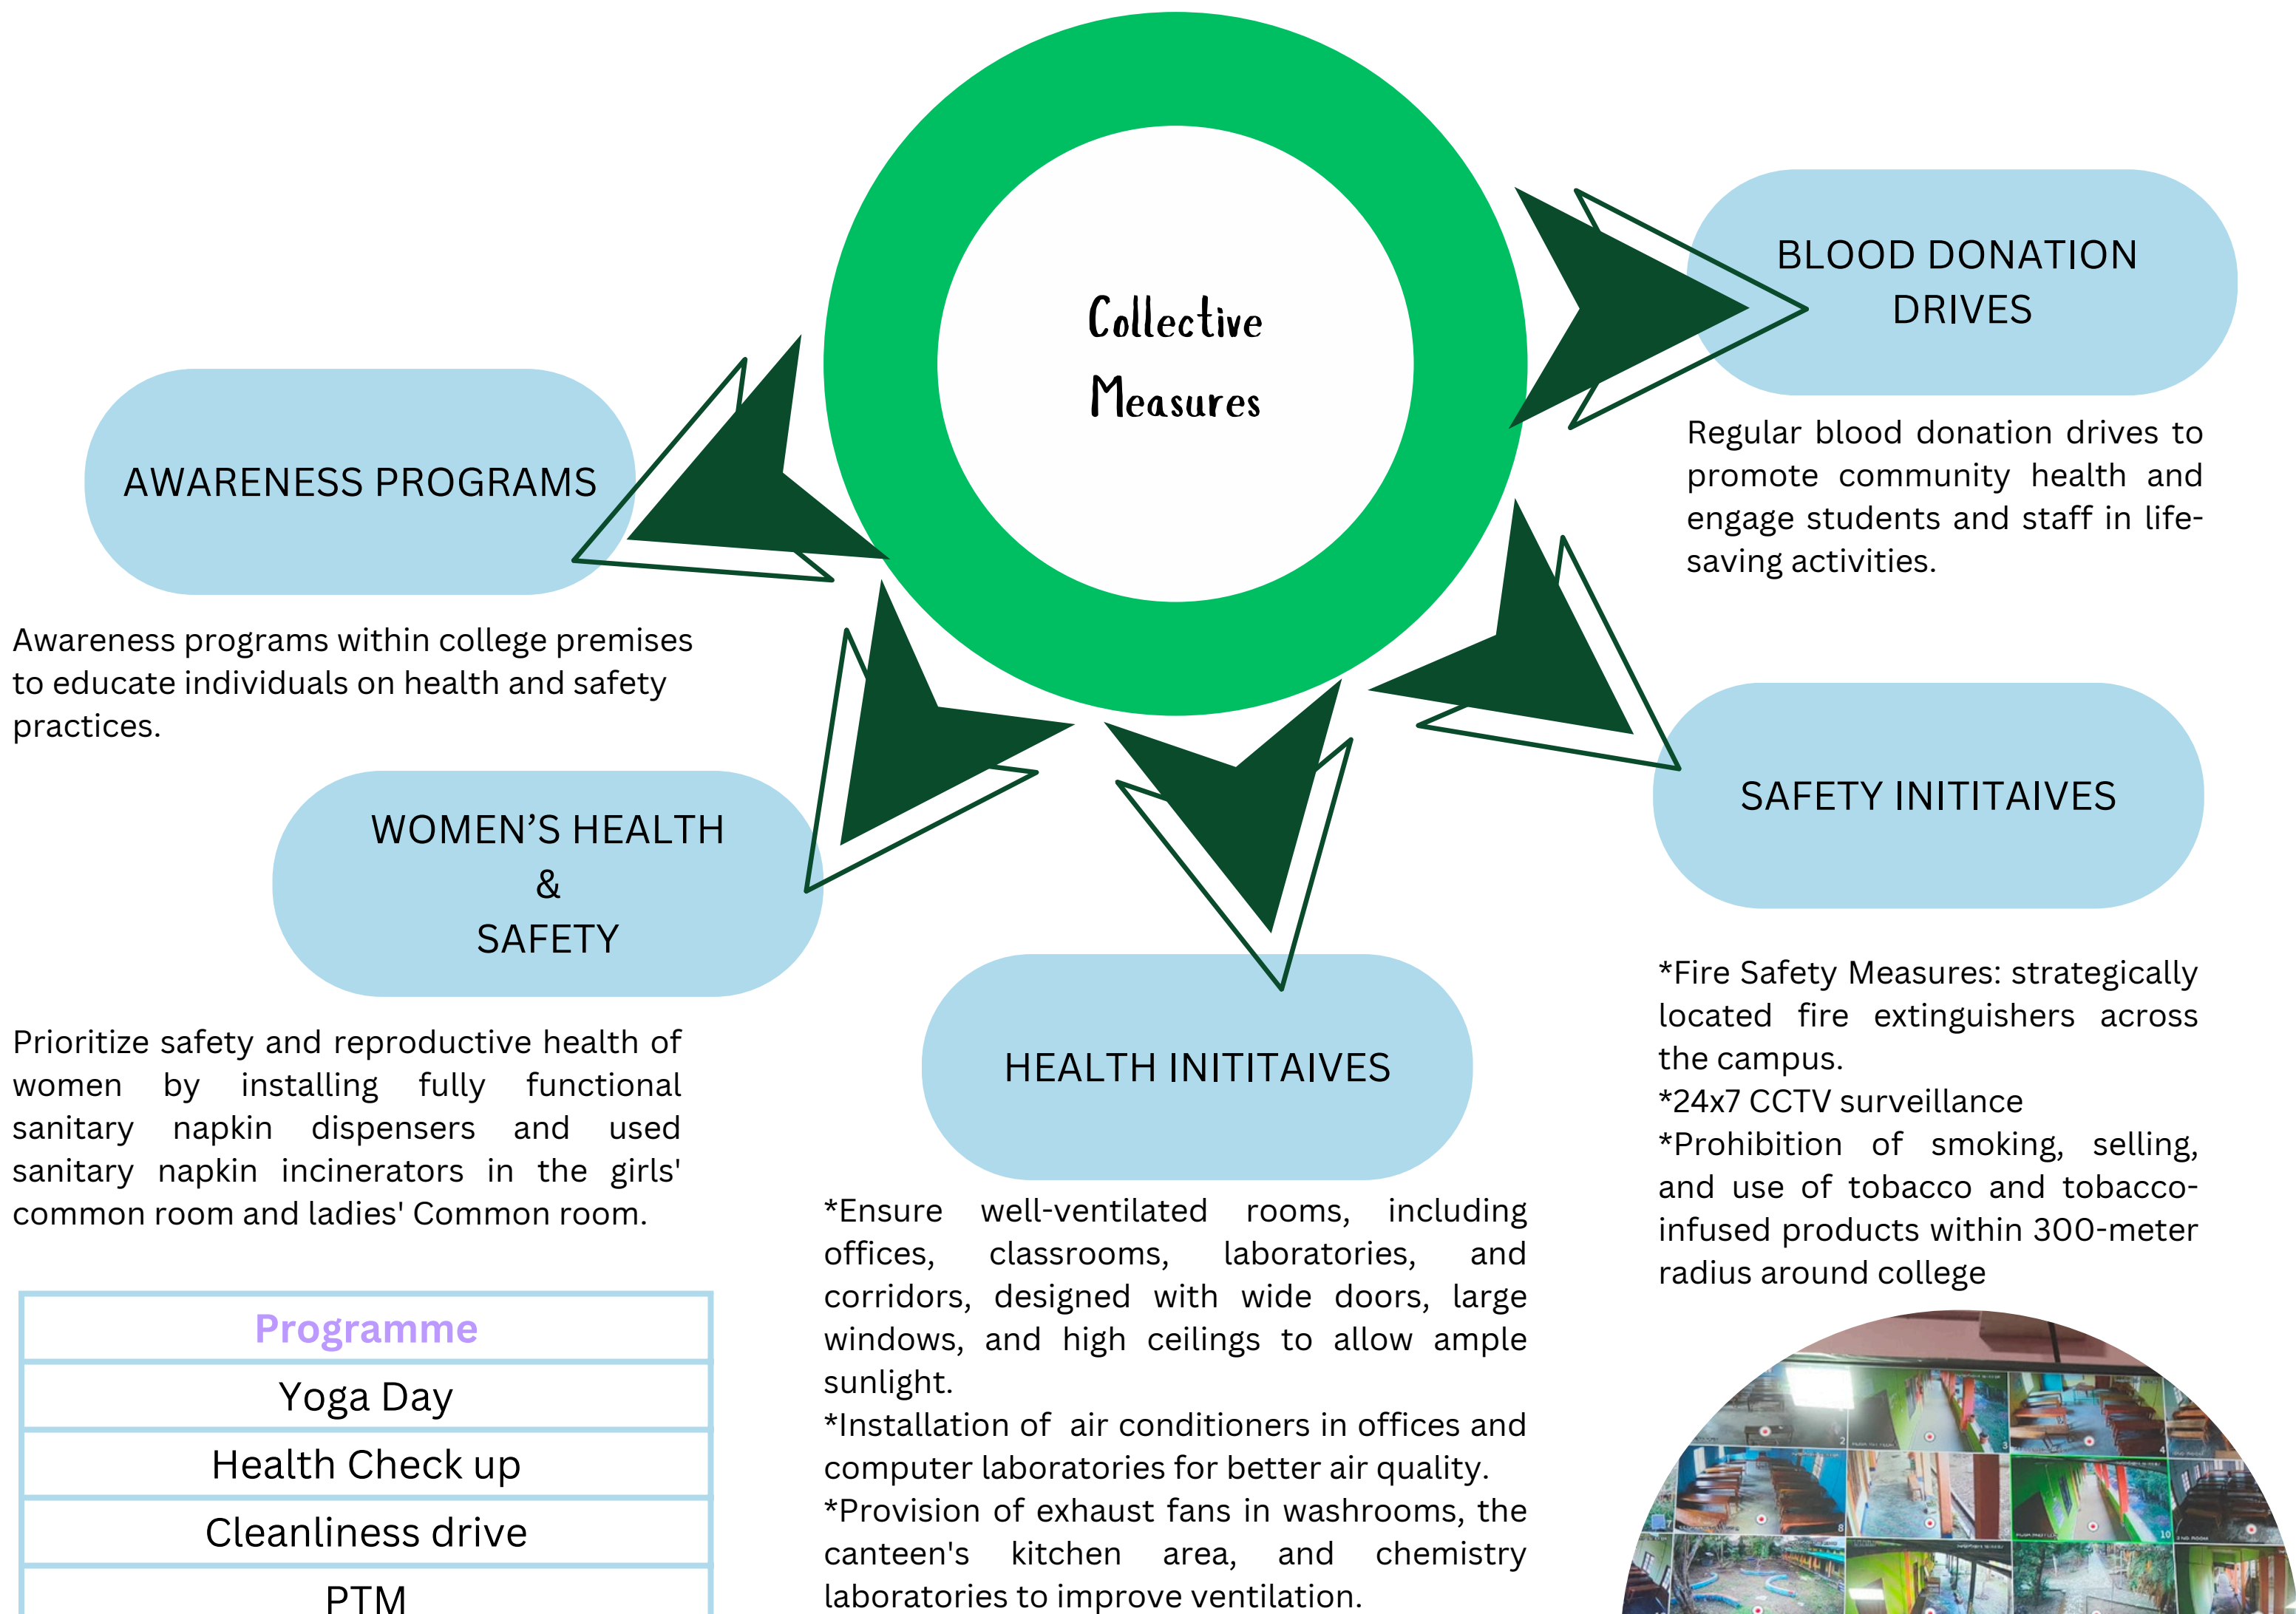 Collective
Measures
BLOOD DONATION
DRIVES
Regular blood donation drives to
promote community health and
engage students and staff in life-
saving activities.
AWARENESS PROGRAMS
Awareness programs within college premises
to educate individuals on health and safety
practices.
WOMEN’S HEALTH
&
SAFETY
Prioritize safety and reproductive health of
women by installing fully functional
sanitary napkin dispensers and used
sanitary napkin incinerators in the girls'
common room and ladies' Common room.
SAFETY INITITAIVES
*Fire Safety Measures: strategically
located fire extinguishers across
the campus.
*24x7 CCTV surveillance
*Prohibition of smoking, selling,
and use of tobacco and tobacco-
infused products within 300-meter
radius around college
HEALTH INITITAIVES
*Ensure well-ventilated rooms, including
offices, classrooms, laboratories, and
corridors, designed with wide doors, large
windows, and high ceilings to allow ample
sunlight.
*Installation of air conditioners in offices and
computer laboratories for better air quality.
*Provision of exhaust fans in washrooms, the
canteen's kitchen area, and chemistry
laboratories to improve ventilation.
Programme
Yoga Day
Health Check up
Cleanliness drive
PTM
2
3
4
7
8
10